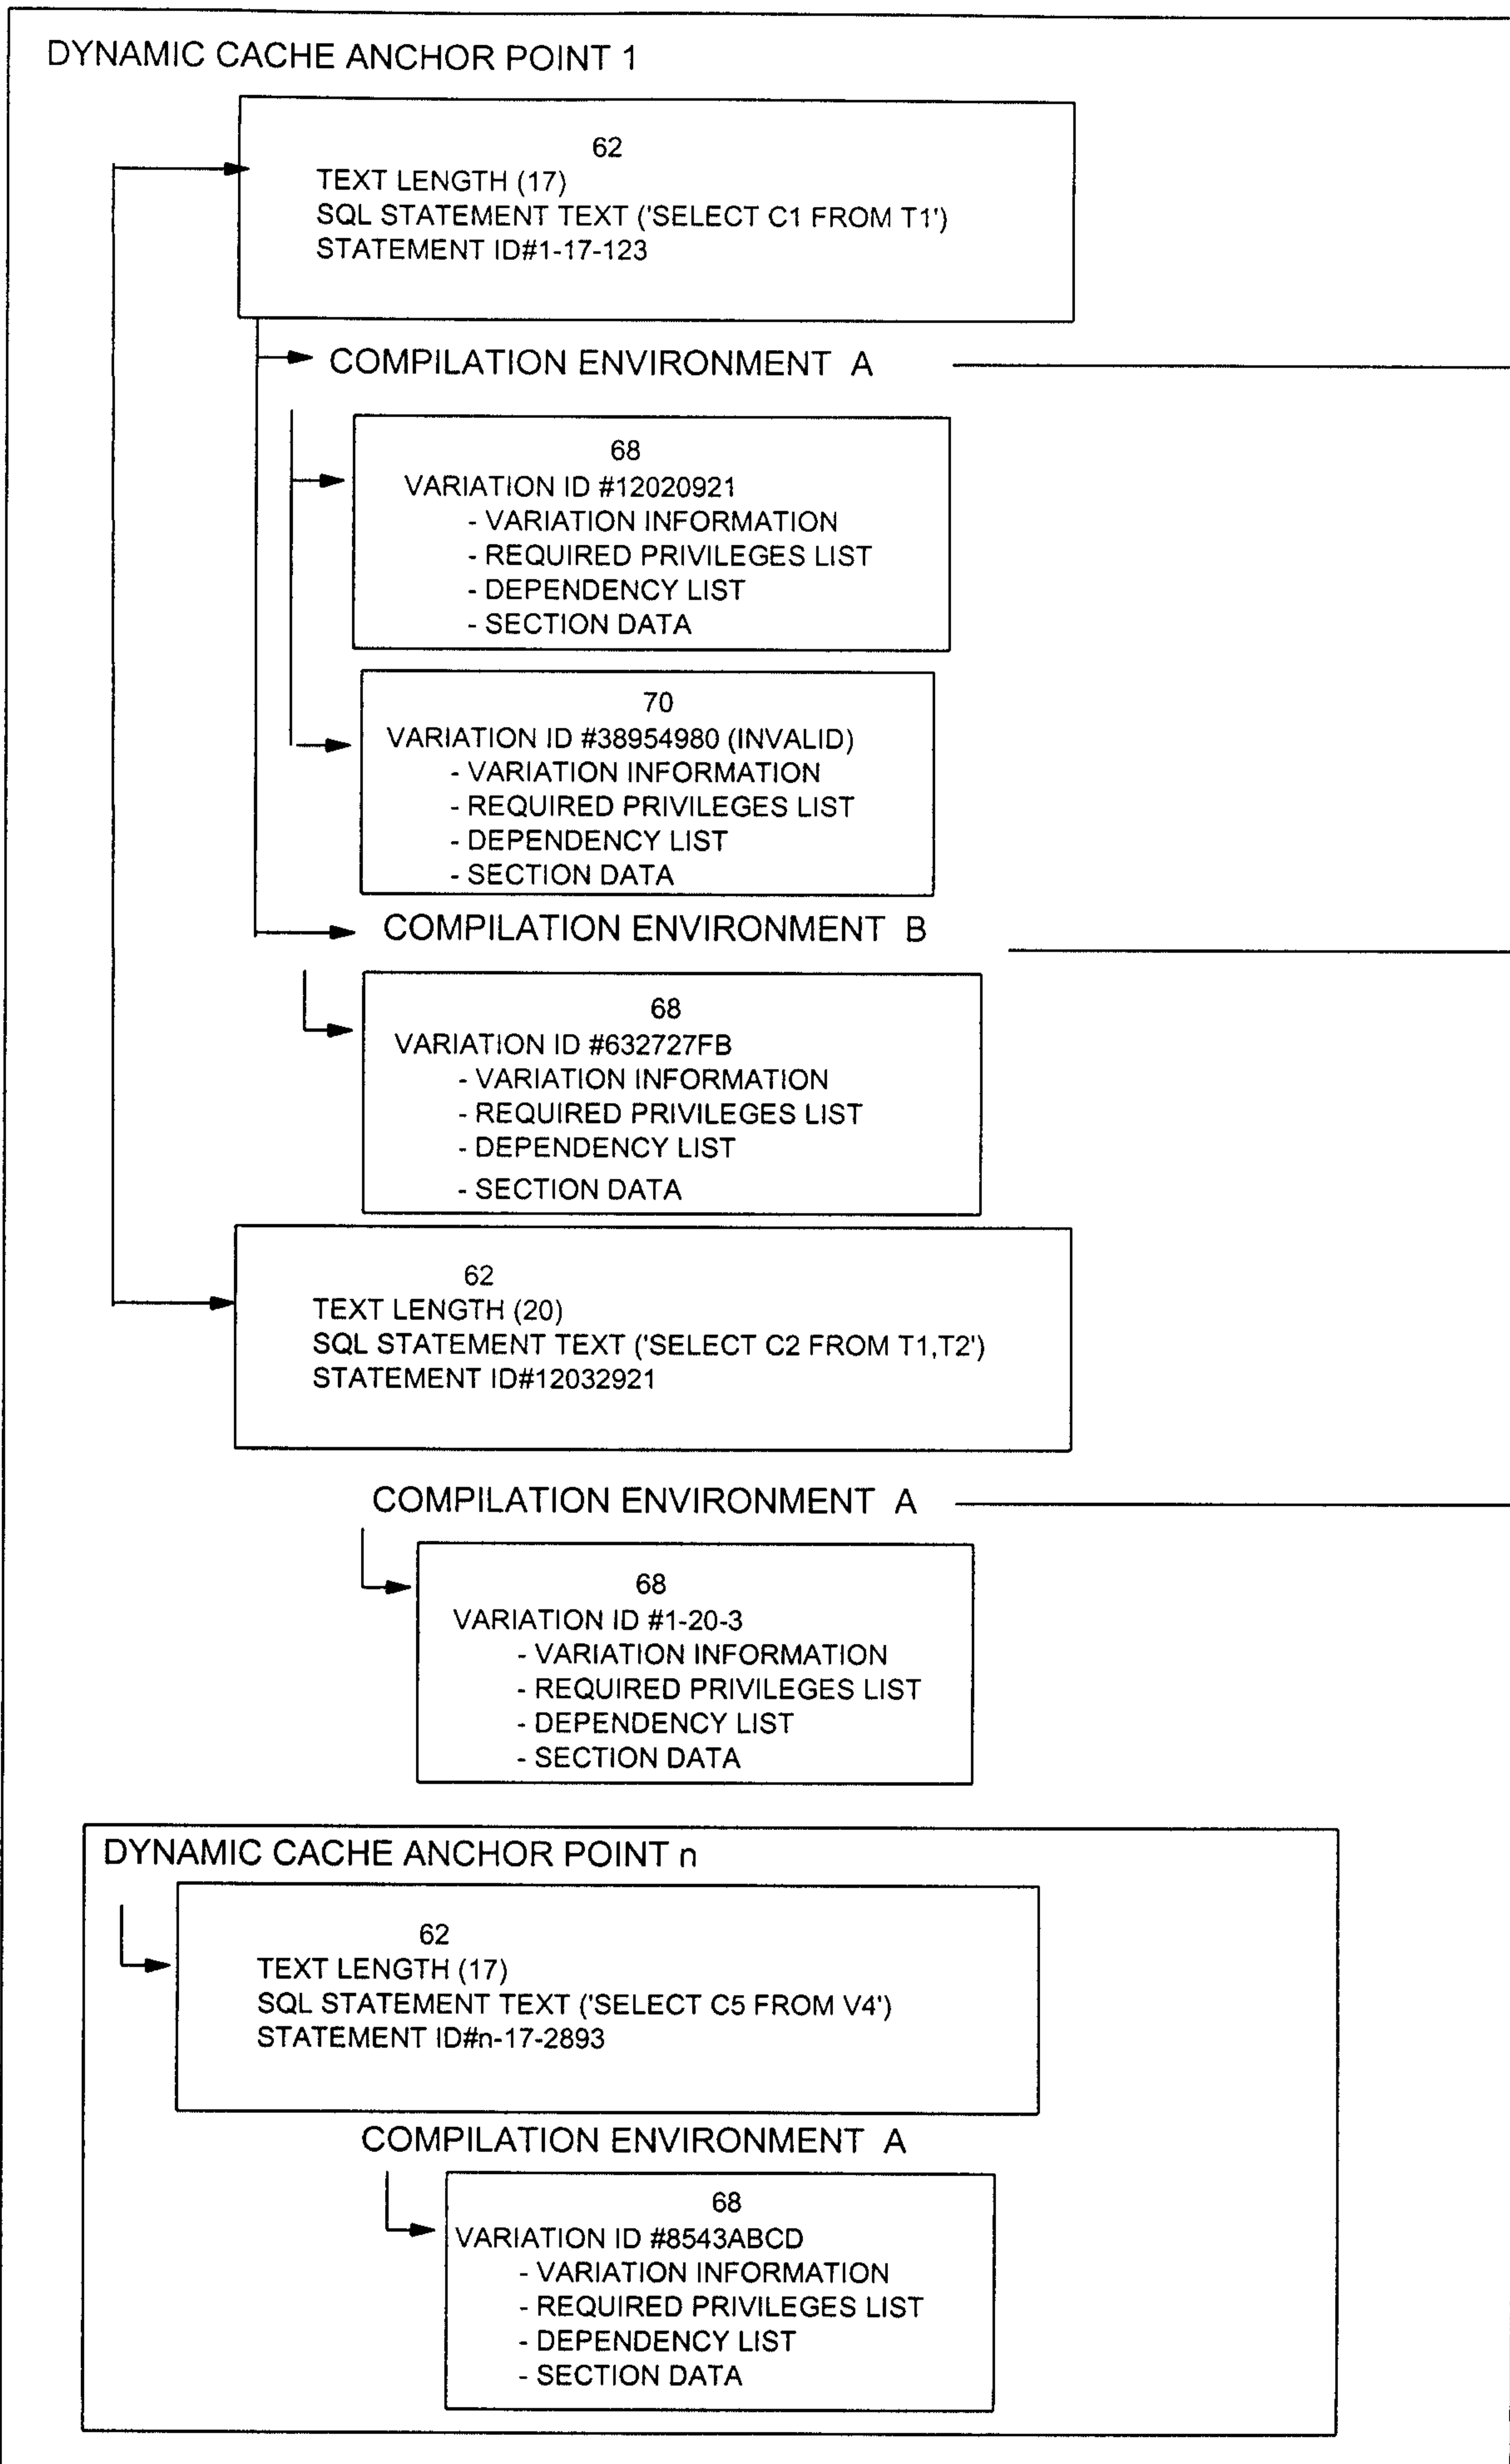 DYNAMIC CACHE ANCHOR POINT 1
62
TEXT LENGTH (17)
SQL STATEMENT TEXT ('SELECT C1 FROM T1')
STATEMENT ID#1-17-123
COMPILATION ENVIRONMENT A
68
VARIATION ID #12020921
- VARIATION INFORMATION
- REQUIRED PRIVILEGES LIST
- DEPENDENCY LIST
- SECTION DATA
70
VARIATION ID #38954980 (INVALID)
- VARIATION INFORMATION
- REQUIRED PRIVILEGES LIST
- DEPENDENCY LIST
- SECTION DATA
COMPILATION ENVIRONMENT B
68
VARIATION ID #632727FB
- VARIATION INFORMATION
- REQUIRED PRIVILEGES LIST
- DEPENDENCY LIST
- SECTION DATA
62
TEXT LENGTH (20)
SQL STATEMENT TEXT ('SELECT C2 FROM T1,T2')
STATEMENT ID#12032921
COMPILATION ENVIRONMENT A
68
VARIATION ID #1-20-3
- VARIATION INFORMATION
- REQUIRED PRIVILEGES LIST
- DEPENDENCY LIST
- SECTION DATA
DYNAMIC CACHE ANCHOR POINT n
62
TEXT LENGTH (17)
SQL STATEMENT TEXT ('SELECT C5 FROM V4')
STATEMENT ID#n-17-2893
COMPILATION ENVIRONMENT A
68
VARIATION ID #8543ABCD
- VARIATION INFORMATION
- REQUIRED PRIVILEGES LIST
- DEPENDENCY LIST
- SECTION DATA